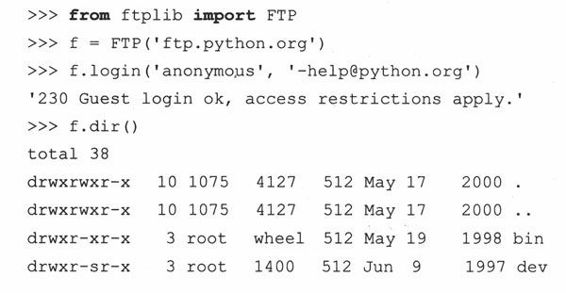 >>> from ftplib import FTP
>>> f = FTP('ftp.python.org')
>>> f.login('anonymous', '-help@python.org')
'230 Guest login ok, access restrictions apply.'
>>> f.dir()
total 38
drwxrwxr-x 10 1075 4127 512 May 17 2000 .
drwxrwxr-x 10 1075 4127 512 May 17 2000 ..
drwxr-xr-x 3 root wheel 512 May 19 1998 bin
drwxr-sr-x 3 root 1400 512 Jun 9 1997 dev